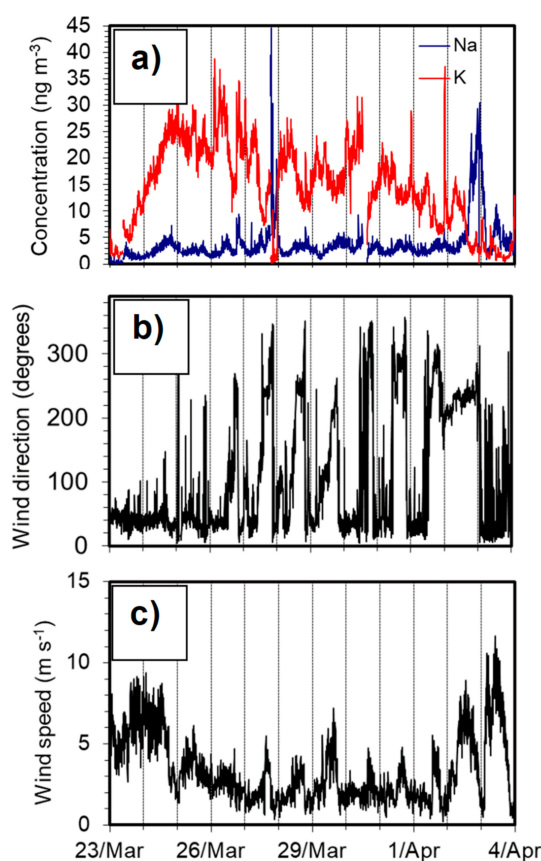 a)
Na
K
Concentration (ng m-3)
45
40
35
30
25
20
15
10
5
0
b)
Wind direction (degrees)
300
200
100
0
c)
Wind speed (m s-1)
15
10
5
0
23/Mar 26/Mar 29/Mar 1/Apr 4/Apr